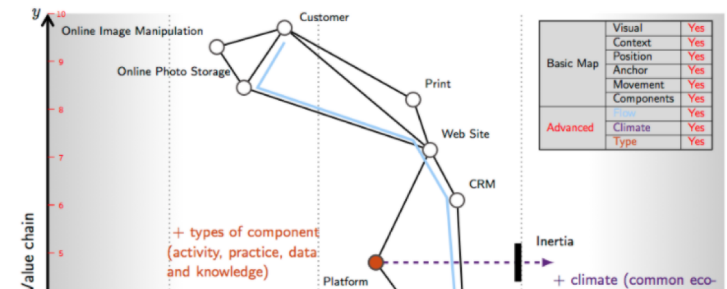 y
10
Customer
Online Image Manipulation
9
Online Photo Storage
Print
8
Web Site
7
CRM
6
+ types of component
(activity, practice, data
and knowledge)
5
Inertia
Platform
+ climate (common eco-
Value chain
Basic Map
Visual Yes
Context Yes
Position Yes
Anchor Yes
Movement Yes
Components Yes
Advanced
Flow Yes
Climate Yes
Type Yes